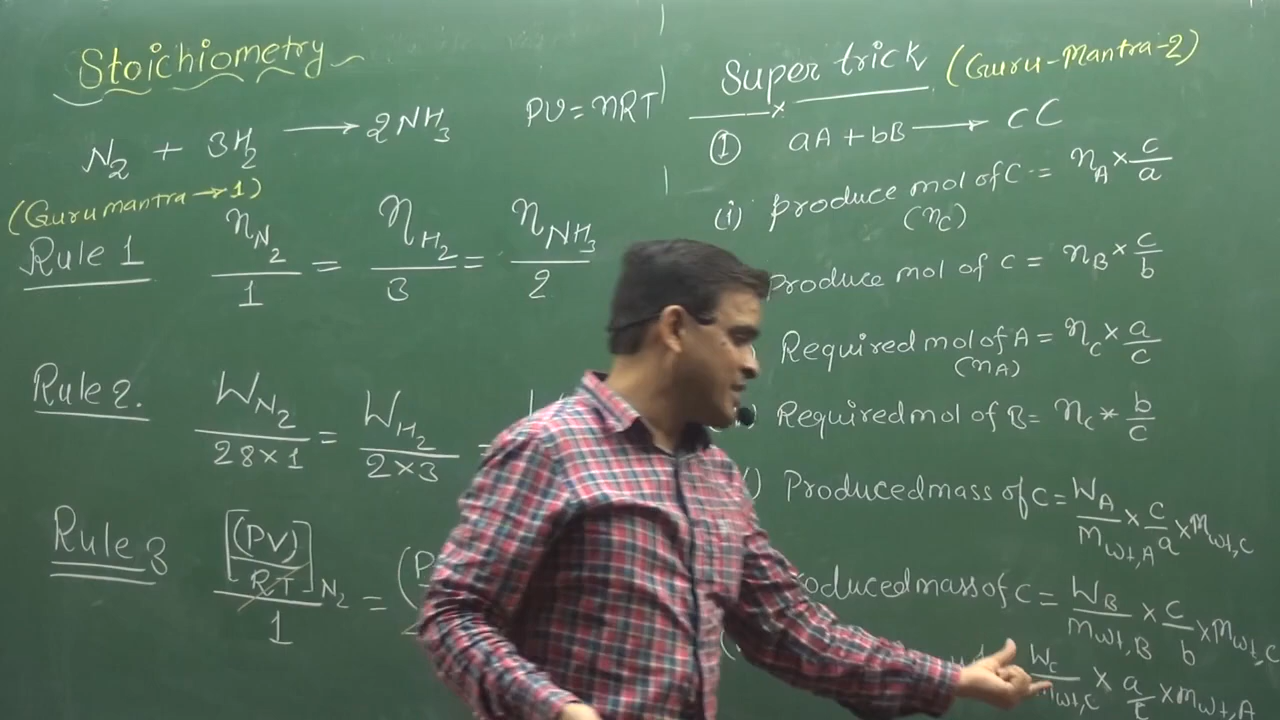 Stoichiometry
N₂ + 3H₂ ⟶ 2NH₃
PV = nRT
(Gurumantra → 1)
Rule 1 n_N₂/1 = n_H₂/3 = n_NH₃/2
Rule 2. W_N₂/(28×1) = W_H₂/(2×3) =
Rule 3 [(PV)/RT]_N₂/1 = (P
Super trick (Guru-Mantra-2)
① aA + bB ⟶ cC
(i) produce mol of C = n_A × c/a
(n_C)
Produce mol of C = n_B × c/b
Required mol of A = n_C × a/c
(n_A)
Required mol of B = n_C * b/c
Produced mass of C = W_A/m_wt,A × c/a × m_wt,C
oduced mass of C = W_B/m_wt,B × c/b × m_wt,C
W_C/m_wt,C × a/c × m_wt,A